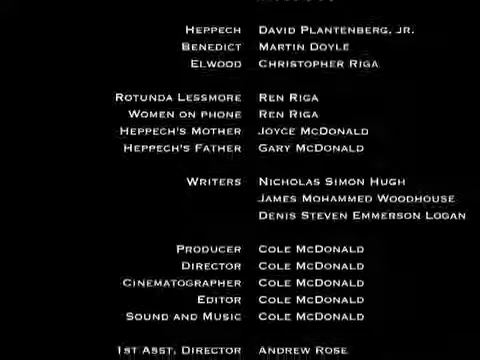 HEPPECH DAVID PLANTENBERG, JR.
BENEDICT MARTIN DOYLE
ELWOOD CHRISTOPHER RIGA
ROTUNDA LESSMORE REN RIGA
WOMEN ON PHONE REN RIGA
HEPPECH'S MOTHER JOYCE MCDONALD
HEPPECH'S FATHER GARY MCDONALD
WRITERS NICHOLAS SIMON HUGH
JAMES MOHAMMED WOODHOUSE
DENIS STEVEN EMMERSON LOGAN
PRODUCER COLE MCDONALD
DIRECTOR COLE MCDONALD
CINEMATOGRAPHER COLE MCDONALD
EDITOR COLE MCDONALD
SOUND AND MUSIC COLE MCDONALD
1ST ASST. DIRECTOR ANDREW ROSE